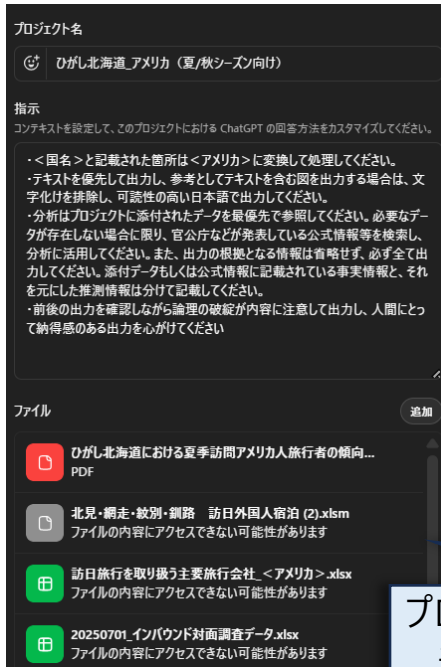 プロジェクト名
ひがし北海道_アメリカ（夏/秋シーズン向け）
指示
コンテキストを設定して、このプロジェクトにおける ChatGPT の回答方法をカスタマイズしてください。
・＜国名＞と記載された箇所は＜アメリカ＞に変換して処理してください。
・テキストを優先して出力し、参考としてテキストを含む図を出力する場合は、文
字化けを排除し、可読性の高い日本語で出力してください。
・分析はプロジェクトに添付されたデータを最優先で参照してください。必要なデー
タが存在しない場合に限り、官公庁などが発表している公式情報等を検索し、
分析に活用してください。また、出力の根拠となる情報は省略せず、必ず全て出
力してください。添付データもしくは公式情報に記載されている事実情報と、それ
を元にした推測情報は分けて記載してください。
・前後の出力を確認しながら論理の破綻が内容に注意して出力し、人間にとっ
て納得感のある出力を心がけてください
ファイル
追加
ひがし北海道における夏季訪問アメリカ人旅行者の傾向...
PDF
北見・網走・紋別・釧路　訪日外国人宿泊 (2).xlsm
ファイルの内容にアクセスできない可能性があります
訪日旅行を取り扱う主要旅行会社_＜アメリカ＞.xlsx
ファイルの内容にアクセスできない可能性があります
20250701_インバウンド対面調査データ.xlsx
ファイルの内容にアクセスできない可能性があります
プロ